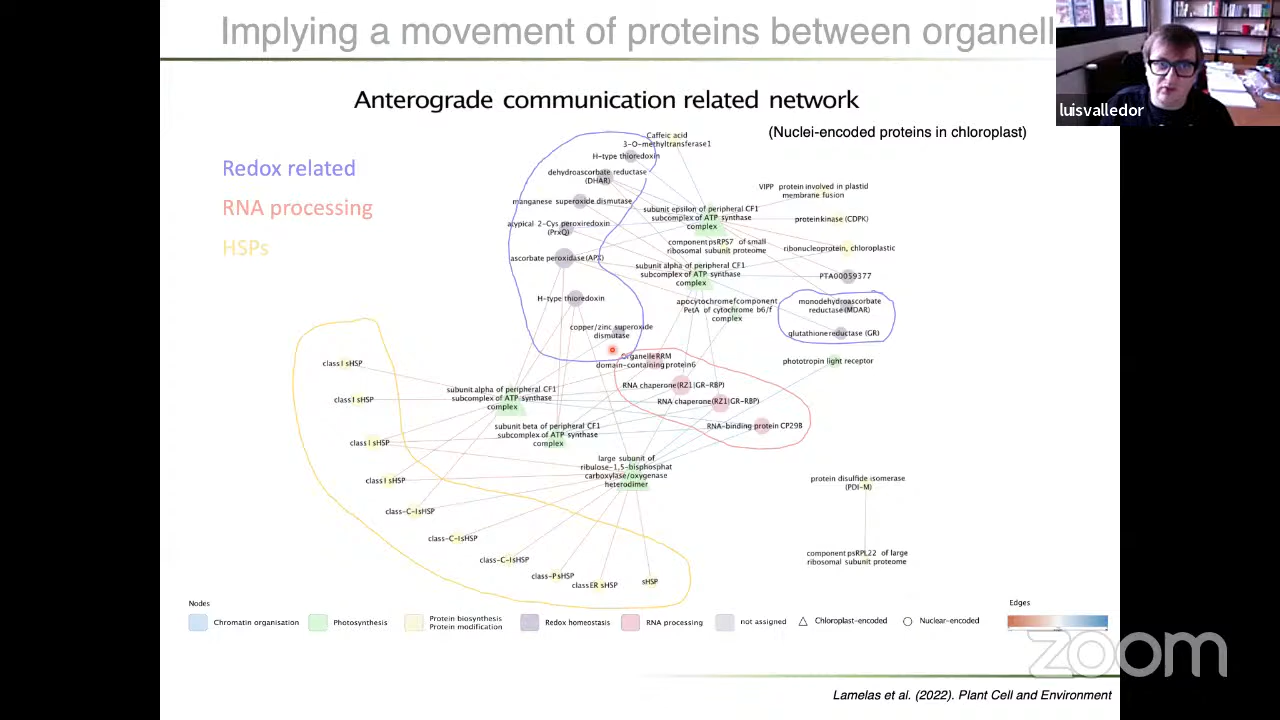 Implying a movement of proteins between organell
luisvalledor
Anterograde communication related network
(Nuclei-encoded proteins in chloroplast)
Redox related
RNA processing
HSPs
Caffeic acid
3-O-methyltransferase1
H-type thioredoxin
dehydroascorbate reductase
(DHAR)
manganese superoxide dismutase
atypical 2-Cys peroxiredoxin
(PrxQ)
ascorbate peroxidase(APX)
H-type thioredoxin
copper/zinc superoxide
dismutase
VIPP protein involved in plastid
membrane fusion
subunit epsilon of peripheral CF1
subcomplex of ATP synthase
complex
proteinkinase (CDPK)
component psRPS7 of small
ribosomal subunit proteome
ribonucleoprotein, chloroplastic
subunit alpha of peripheral CF1
subcomplex of ATP synthase
complex
PTA00059377
apocytochromefcomponent
PetA of cytochrome b6/f
complex
monodehydroascorbate
reductase(MDAR)
glutathionereductase (GR)
OrganelleRRM
domain-containingprotein6
phototropin light receptor
RNA chaperone(RZ1|GR-RBP)
RNA chaperone(RZ1|GR-RBP)
RNA-binding protein CP29B
class I sHSP
class I sHSP
class I sHSP
class I sHSP
class-C-IsHSP
class-C-IsHSP
class-C-IsHSP
class-PsHSP
classER sHSP
sHSP
subunit alpha of peripheral CF1
subcomplex of ATP synthase
complex
subunit beta of peripheral CF1
subcomplex of ATP synthase
complex
large subunit of
ribulose-1,5-bisphosphat
carboxylase/oxygenase
heterodimer
protein disulfide isomerase
(PDI-M)
component psRPL22 of large
ribosomal subunit proteome
Nodes
Chromatin organisation
Photosynthesis
Protein biosynthesis
Protein modification
Redox homeostasis
RNA processing
not assigned
Chloroplast-encoded
Nuclear-encoded
Edges
zoom
Lamelas et al. (2022). Plant Cell and Environment